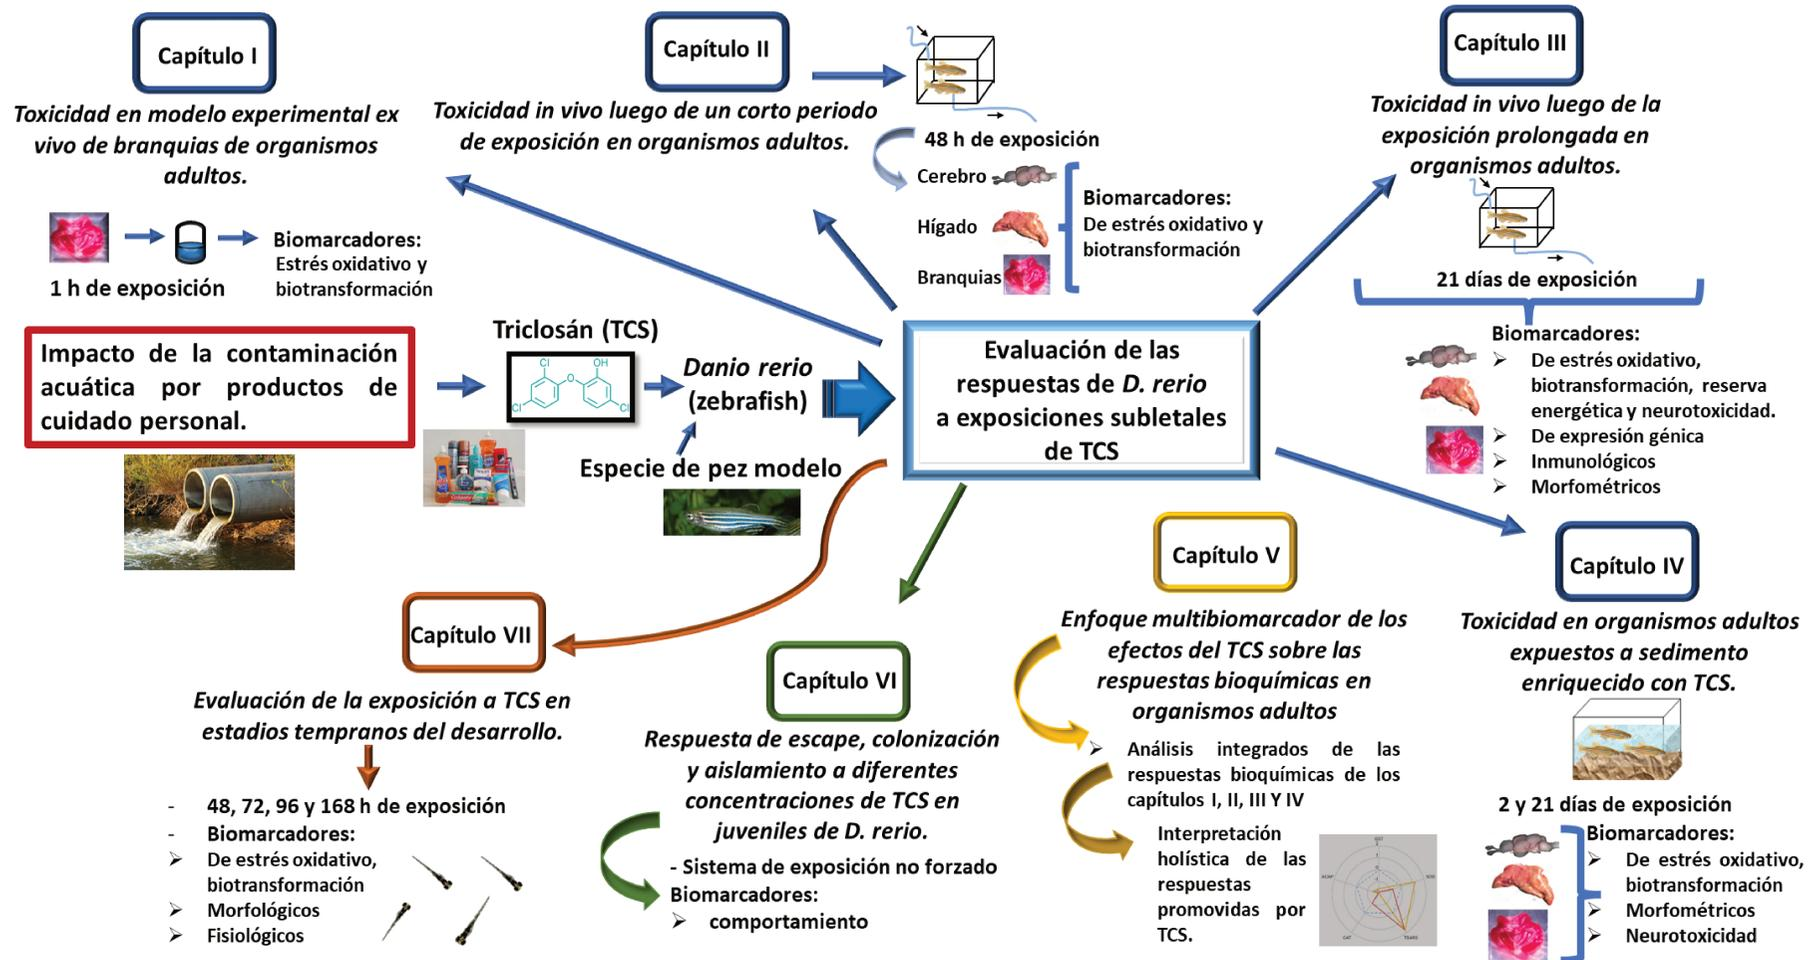 Capítulo I
Toxicidad en modelo experimental ex
vivo de branquias de organismos
adultos.
1 h de exposición
Biomarcadores:
Estrés oxidativo y
biotransformación
Capítulo II
Toxicidad in vivo luego de un corto periodo
de exposición en organismos adultos.
48 h de exposición
Cerebro
Hígado
Branquias
Biomarcadores:
De estrés oxidativo y
biotransformación
Capítulo III
Toxicidad in vivo luego de la
exposición prolongada en
organismos adultos.
21 días de exposición
Biomarcadores:
De estrés oxidativo,
biotransformación, reserva
energética y neurotoxicidad.
De expresión génica
Inmunológicos
Morfométricos
Impacto de la contaminación
acuática por productos de
cuidado personal.
Triclosán (TCS)
Cl
OH
O
Cl
Cl
Danio rerio
(zebrafish)
Especie de pez modelo
Evaluación de las
respuestas de D. rerio
a exposiciones subletales
de TCS
Capítulo IV
Toxicidad en organismos adultos
expuestos a sedimento
enriquecido con TCS.
2 y 21 días de exposición
Biomarcadores:
De estrés oxidativo,
biotransformación
Morfométricos
Neurotoxicidad
Capítulo V
Enfoque multibiomarcador de los
efectos del TCS sobre las
respuestas bioquímicas en
organismos adultos
Análisis integrados de las
respuestas bioquímicas de los
capítulos I, II, III Y IV
Interpretación
holística de las
respuestas
promovidas por
TCS.
CAT
TBARS
Capítulo VI
Respuesta de escape, colonización
y aislamiento a diferentes
concentraciones de TCS en
juveniles de D. rerio.
- Sistema de exposición no forzado
Biomarcadores:
comportamiento
Capítulo VII
Evaluación de la exposición a TCS en
estadios tempranos del desarrollo.
- 48, 72, 96 y 168 h de exposición
- Biomarcadores:
De estrés oxidativo,
biotransformación
Morfológicos
Fisiológicos